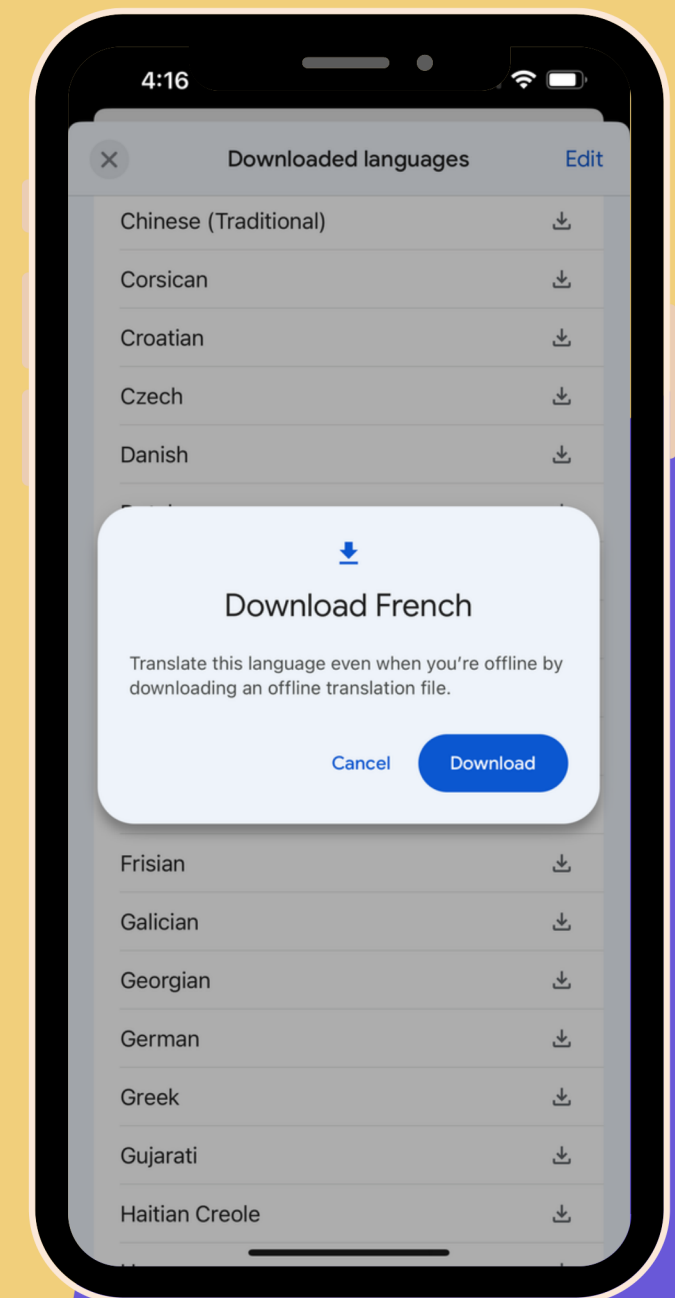 4:16
Downloaded languages
Edit
Chinese (Traditional)
Corsican
Croatian
Czech
Danish
Download French
Translate this language even when you're offline by
downloading an offline translation file.
Cancel
Download
Frisian
Galician
Georgian
German
Greek
Gujarati
Haitian Creole